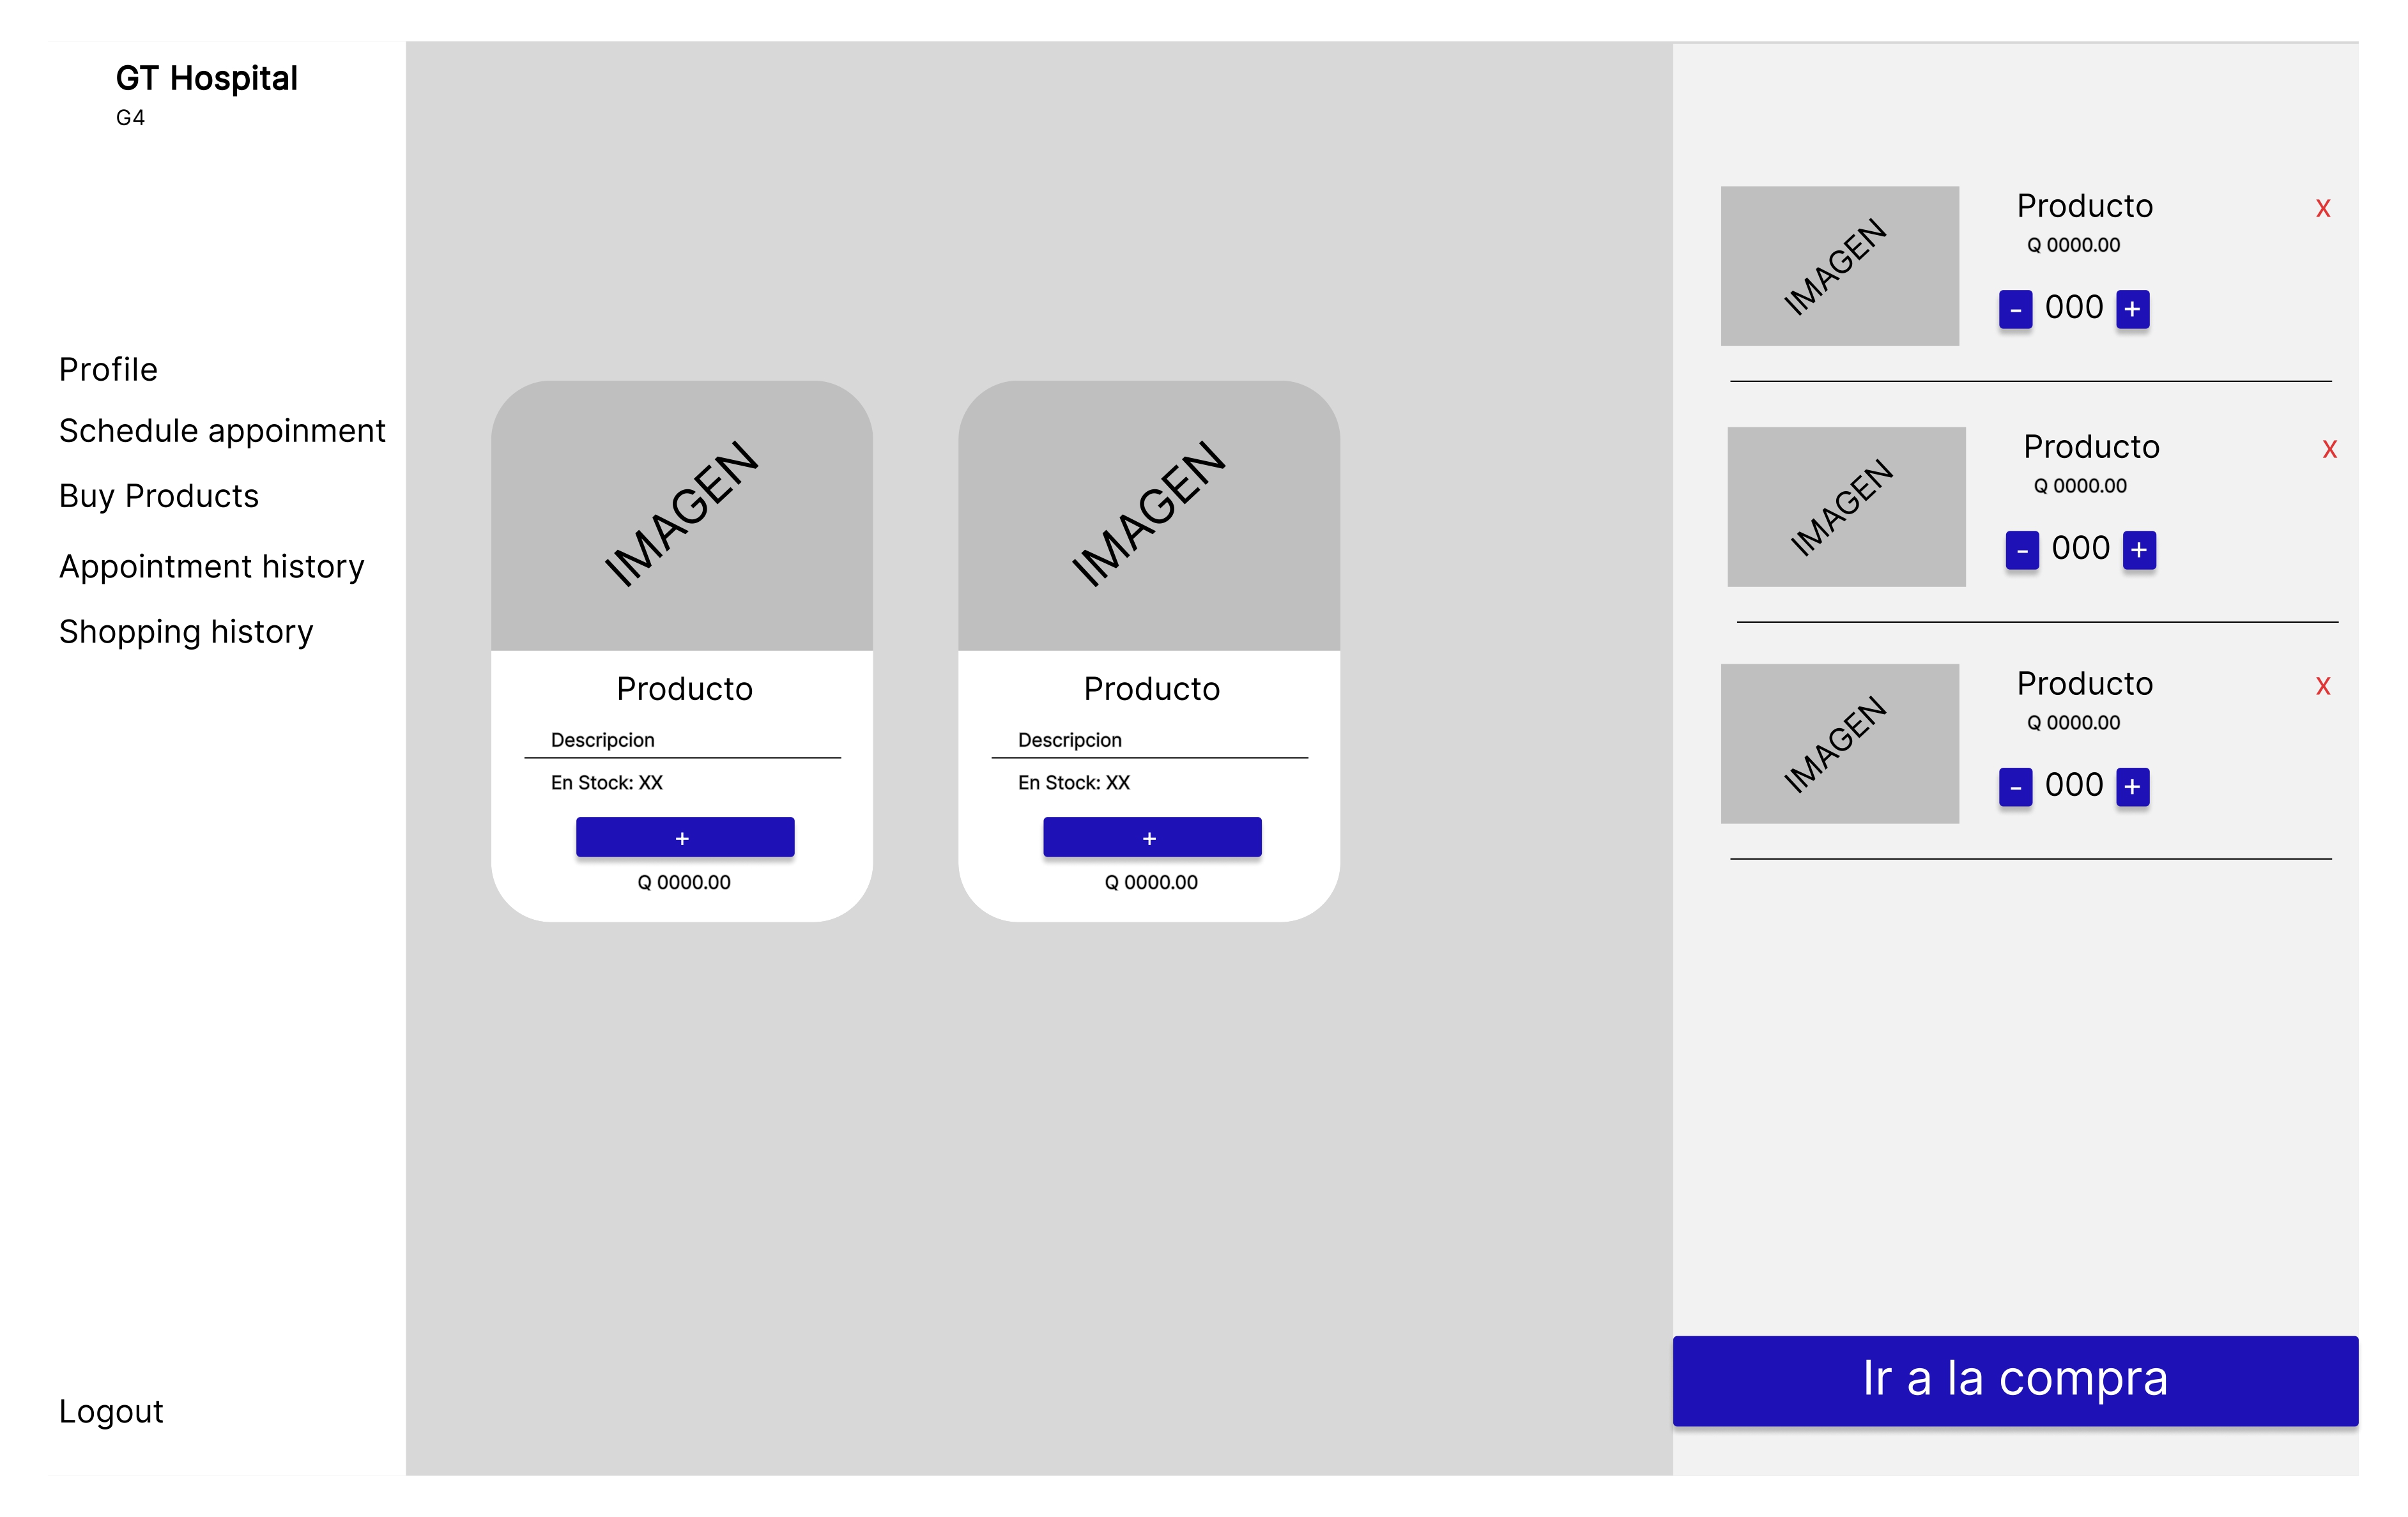 GT Hospital
G4
Profile
Schedule appoinment
Buy Products
Appointment history
Shopping history
Logout
IMAGEN
Producto
Descripcion
En Stock: XX
+
Q 0000.00
IMAGEN
Producto
Descripcion
En Stock: XX
+
Q 0000.00
IMAGEN
Producto
x
Q 0000.00
- 000 +
IMAGEN
Producto
x
Q 0000.00
- 000 +
IMAGEN
Producto
x
Q 0000.00
- 000 +
Ir a la compra